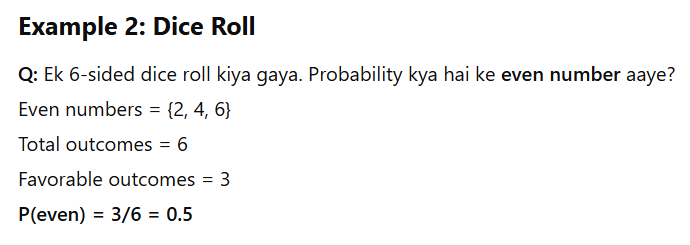 Example 2: Dice Roll
Q: Ek 6-sided dice roll kiya gaya. Probability kya hai ke even number aaye?
Even numbers = {2, 4, 6}
Total outcomes = 6
Favorable outcomes = 3
P(even) = 3/6 = 0.5